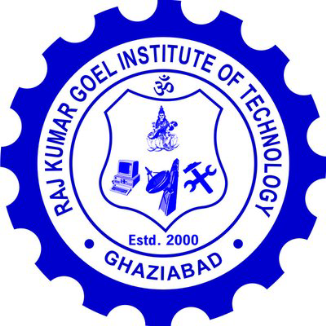 ॐ
RAJ KUMAR GOEL INSTITUTE OF TECHNOLOGY
Estd. 2000
• GHAZIABAD •